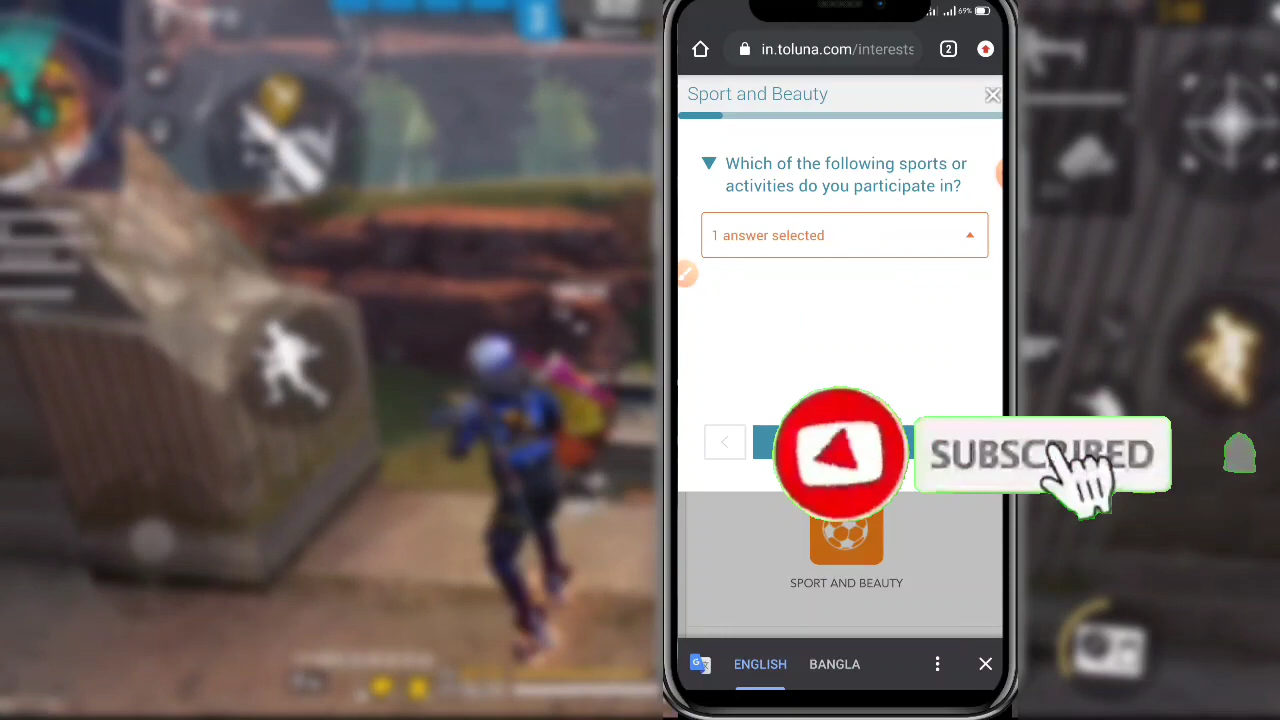 69%
in.toluna.com/interests
2
Sport and Beauty
Which of the following sports or
activities do you participate in?
1 answer selected
SUBSCRIBED
SPORT AND BEAUTY
ENGLISH
BANGLA